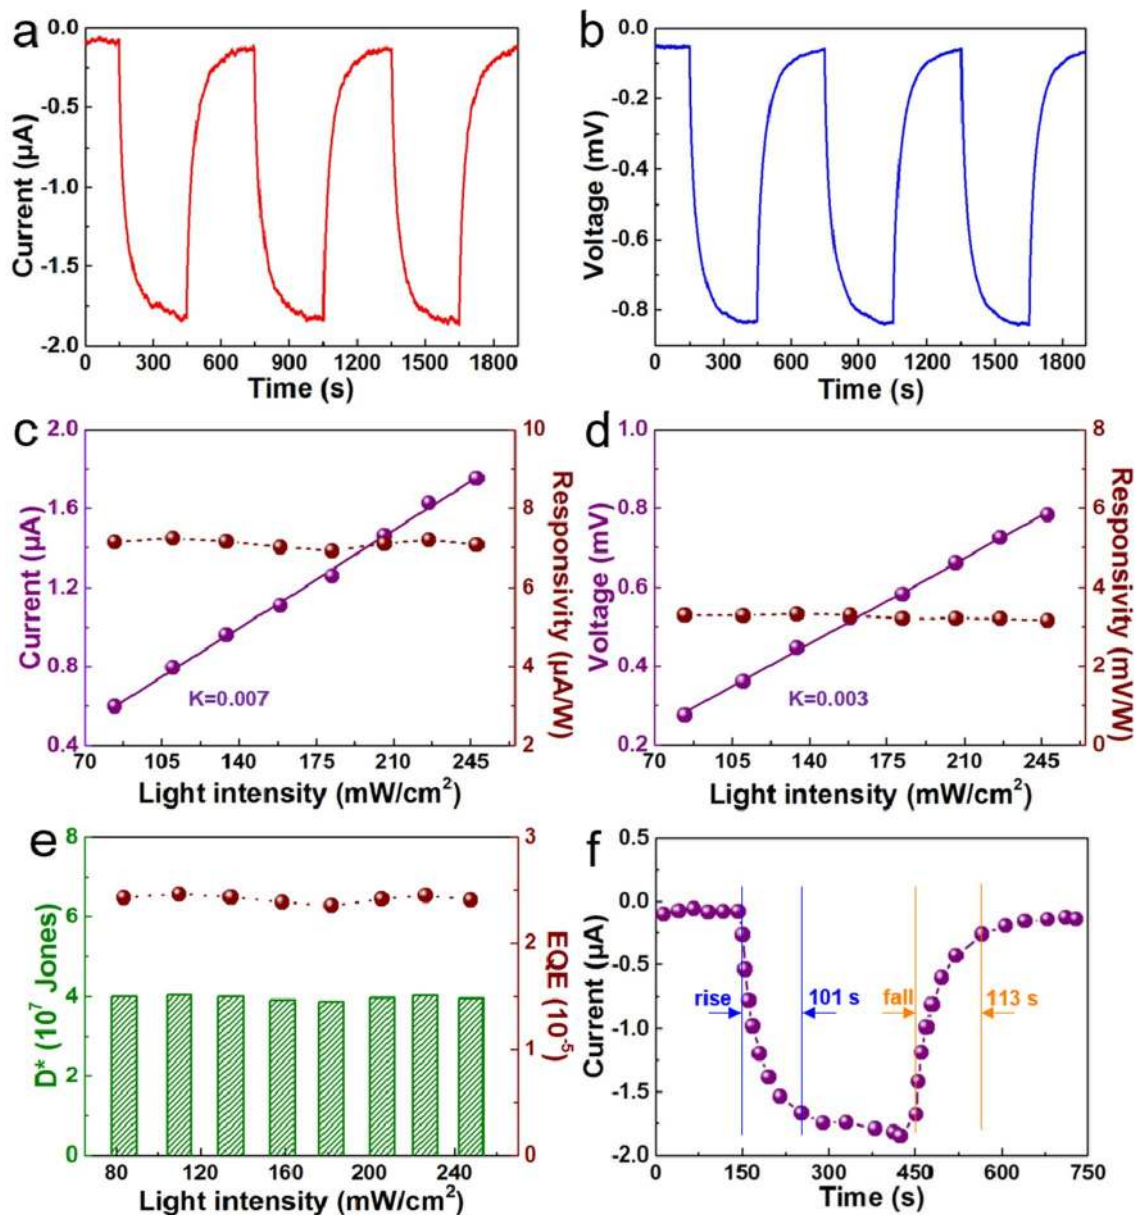 a
0.0
-0.5
-1.0
-1.5
-2.0
Current (μA)
0 300 600 900 1200 1500 1800
Time (s)
b
0.0
-0.2
-0.4
-0.6
-0.8
Voltage (mV)
0 300 600 900 1200 1500 1800
Time (s)
c
2.0
1.6
1.2
0.8
0.4
Current (μA)
10
8
6
4
2
Responsivity (μA/W)
K=0.007
70 105 140 175 210 245
Light intensity (mW/cm²)
d
1.0
0.8
0.6
0.4
0.2
Voltage (mV)
8
6
4
2
0
Responsivity (mV/W)
K=0.003
70 105 140 175 210 245
Light intensity (mW/cm²)
e
8
6
4
2
0
D* (10⁷ Jones)
3
2
1
0
EQE (10⁻⁵)
80 120 160 200 240
Light intensity (mW/cm²)
f
0.5
0.0
-0.5
-1.0
-1.5
-2.0
Current (μA)
rise 101 s fall 113 s
0 150 300 450 600 750
Time (s)